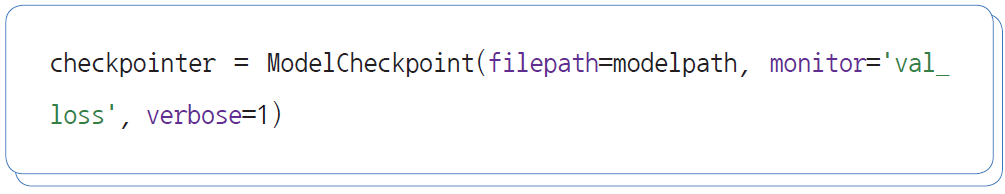 checkpointer = ModelCheckpoint(filepath=modelpath, monitor='val_
loss', verbose=1)